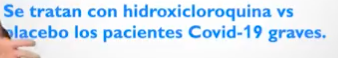 Se tratan con hidroxicloroquina vs
placebo los pacientes Covid-19 graves.